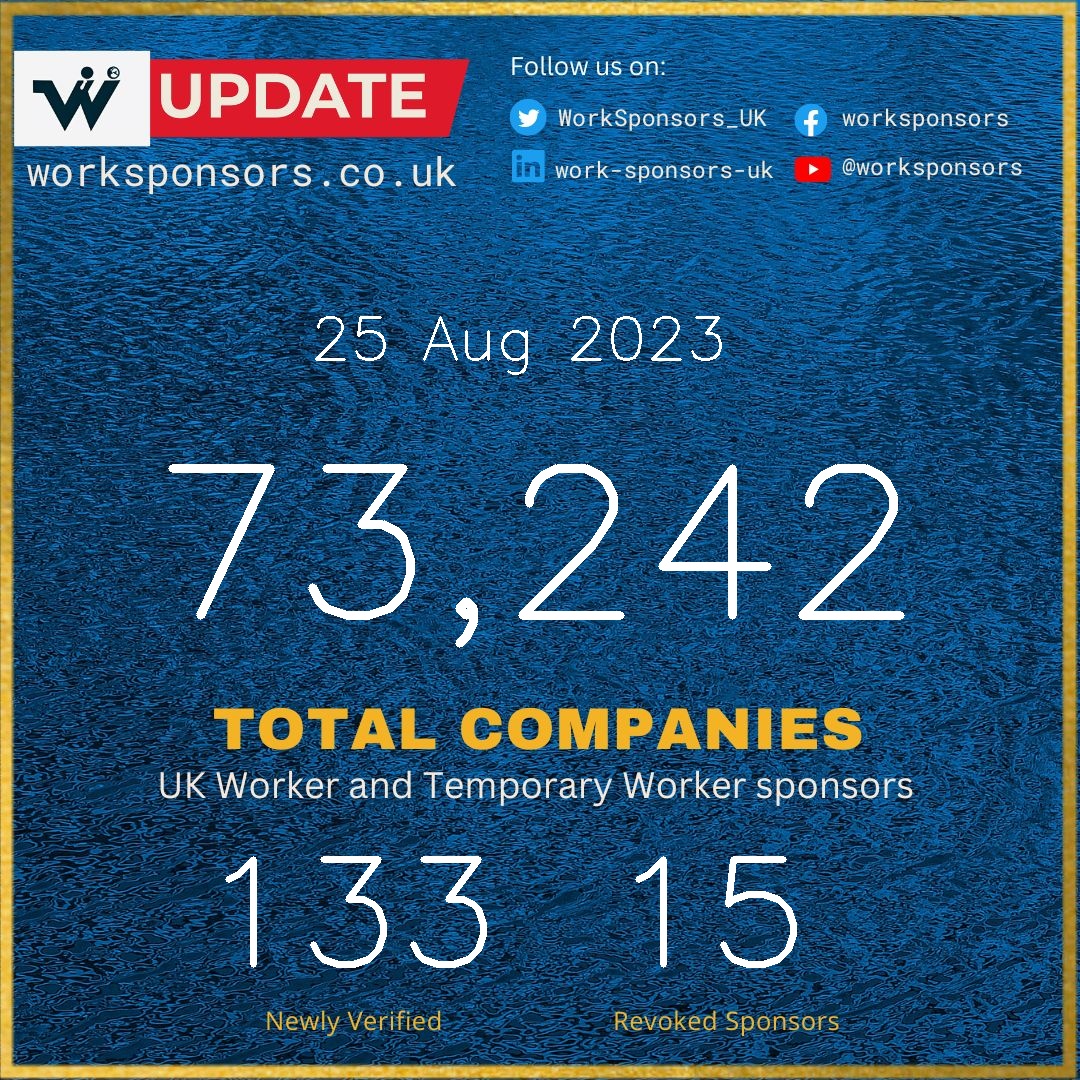 UPDATE
worksponsors.co.uk
Follow us on:
WorkSponsors_UK
worksponsors
work-sponsors-uk
@worksponsors
25 Aug 2023
73,242
TOTAL COMPANIES
UK Worker and Temporary Worker sponsors
133 15
Newly Verified Revoked Sponsors